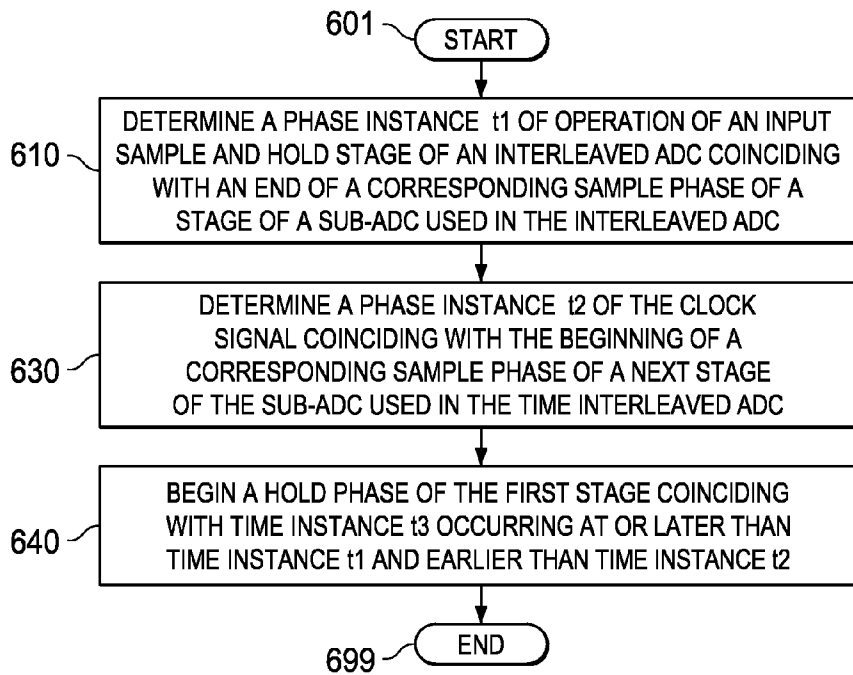 601
START
610
DETERMINE A PHASE INSTANCE t1 OF OPERATION OF AN INPUT
SAMPLE AND HOLD STAGE OF AN INTERLEAVED ADC COINCIDING
WITH AN END OF A CORRESPONDING SAMPLE PHASE OF A
STAGE OF A SUB-ADC USED IN THE INTERLEAVED ADC
630
DETERMINE A PHASE INSTANCE t2 OF THE CLOCK
SIGNAL COINCIDING WITH THE BEGINNING OF A
CORRESPONDING SAMPLE PHASE OF A NEXT STAGE
OF THE SUB-ADC USED IN THE TIME INTERLEAVED ADC
640
BEGIN A HOLD PHASE OF THE FIRST STAGE COINCIDING
WITH TIME INSTANCE t3 OCCURRING AT OR LATER THAN
TIME INSTANCE t1 AND EARLIER THAN TIME INSTANCE t2
699
END